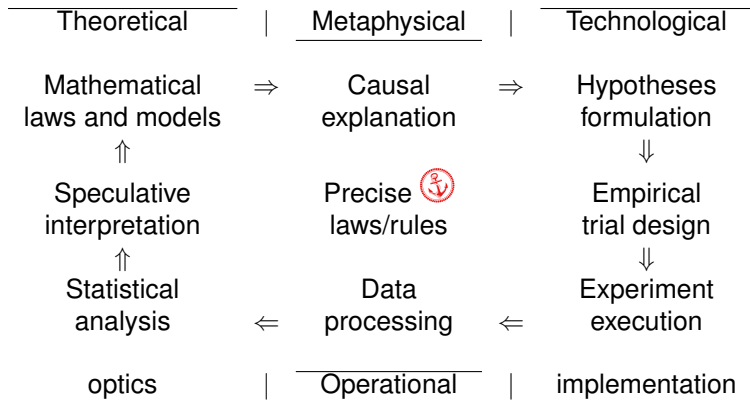 Theoretical | Metaphysical | Technological
Mathematical ⇒ Causal ⇒ Hypotheses
laws and models explanation formulation
⇑ ⇓
Speculative Precise Empirical
interpretation laws/rules trial design
⇑ ⇓
Statistical Data Experiment
analysis ⇐ processing ⇐ execution
optics | Operational | implementation